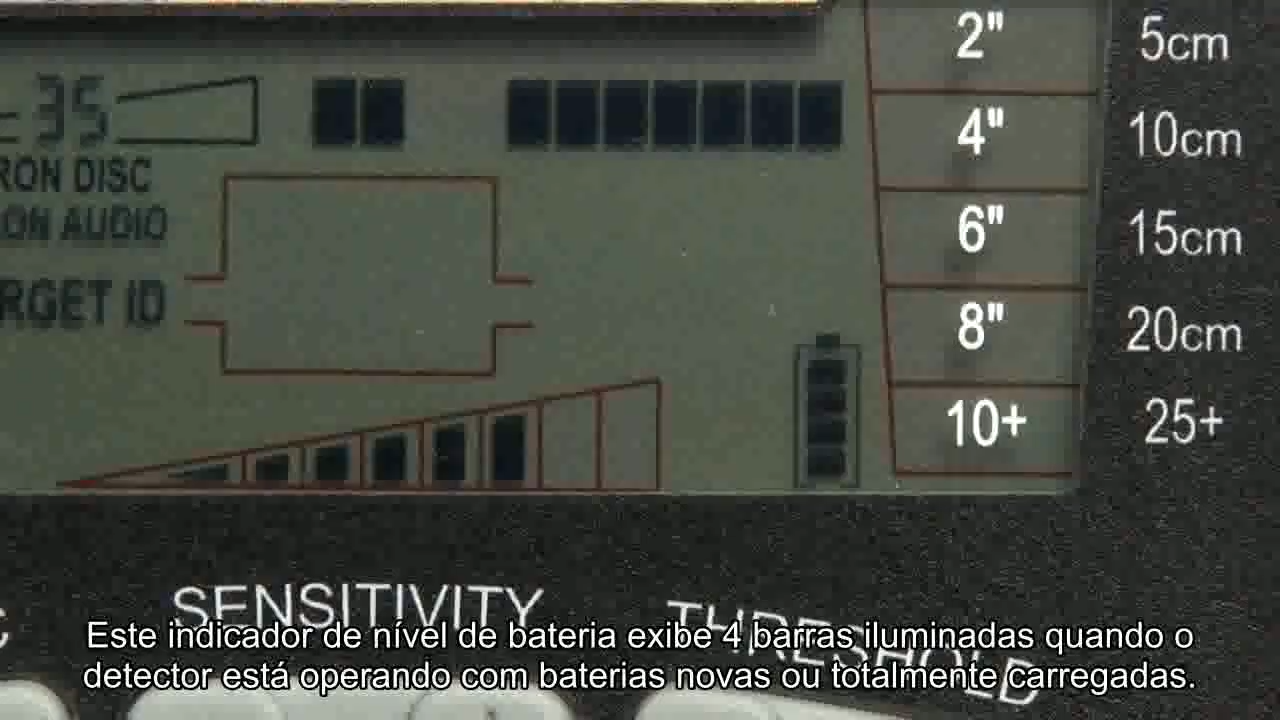 2" 5cm
35
4" 10cm
RON DISC
ON AUDIO
6" 15cm
RGET ID
8" 20cm
10+ 25+
C
SENSITIVITY THRESHOLD
Este indicador de nível de bateria exibe 4 barras iluminadas quando o
detector está operando com baterias novas ou totalmente carregadas.